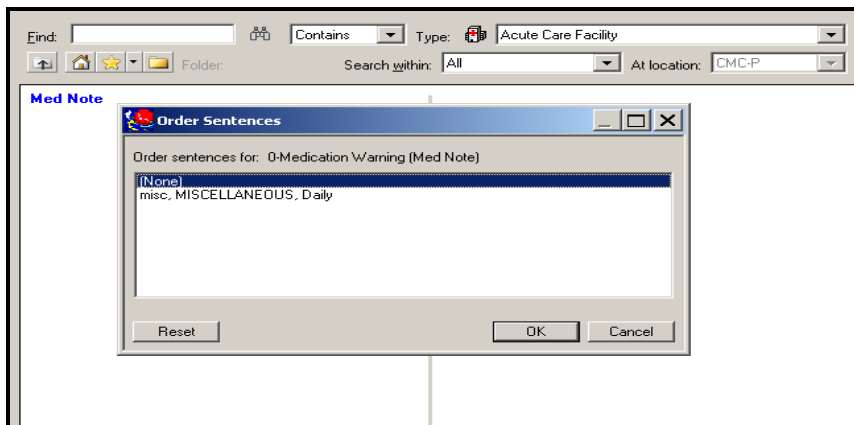 Find: Contains Type: Acute Care Facility
Folder: Search within: All At location: CMC-P
Med Note
Order Sentences
Order sentences for: 0-Medication Warning (Med Note)
(None)
misc, MISCELLANEOUS, Daily
Reset OK Cancel